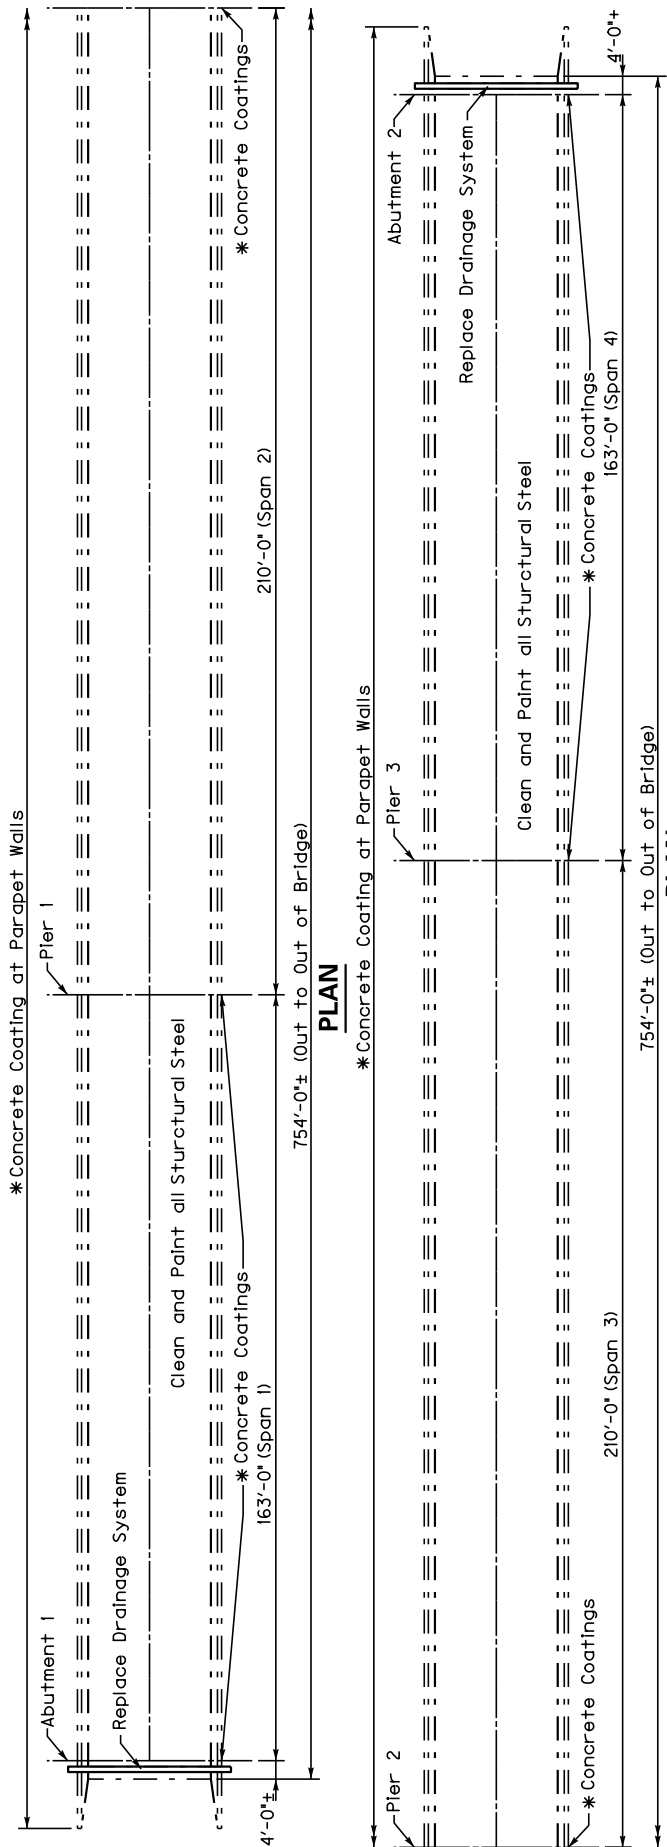 ✱Concrete Coating at Parapet Walls
Abutment 1
Pier 1
Replace Drainage System
Clean and Paint all Sturctural Steel
✱Concrete Coatings
✱Concrete Coatings
4'-0"±
163'-0" (Span 1)
210'-0" (Span 2)
754'-0"± (Out to Out of Bridge)
PLAN
✱Concrete Coating at Parapet Walls
Pier 2
Pier 3
Abutment 2
Replace Drainage System
Clean and Paint all Sturctural Steel
✱Concrete Coatings
✱Concrete Coatings
210'-0" (Span 3)
163'-0" (Span 4)
4'-0"±
754'-0"± (Out to Out of Bridge)